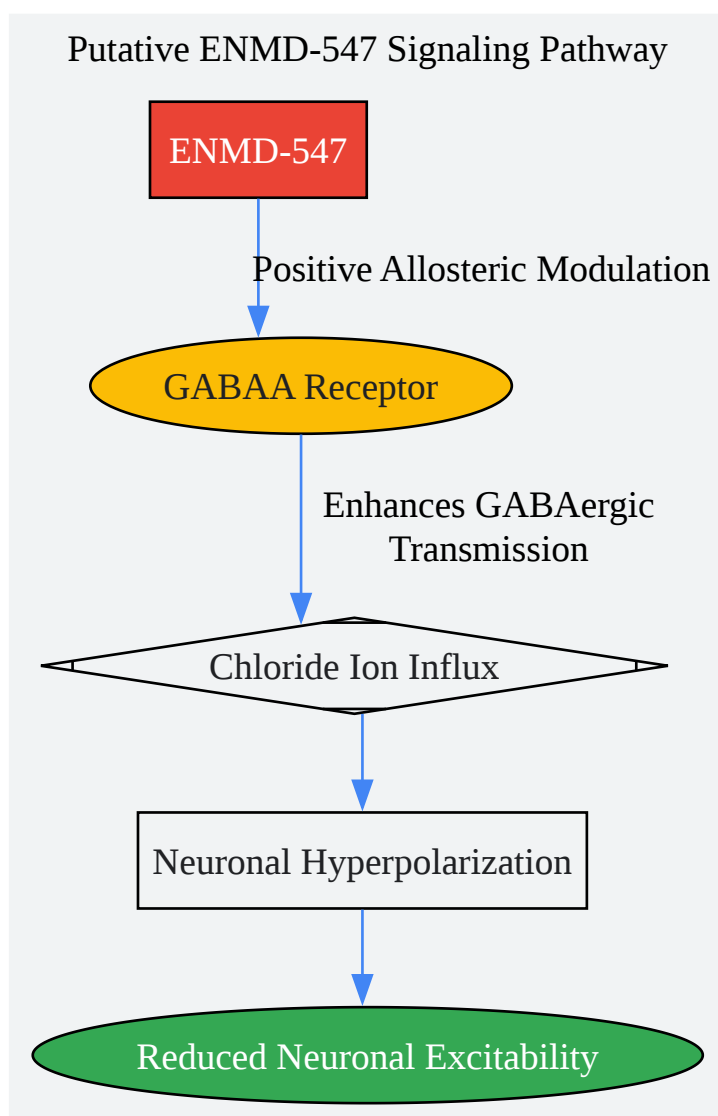 Putative ENMD-547 Signaling Pathway
ENMD-547
Positive Allosteric Modulation
GABAA Receptor
Enhances GABAergic
Transmission
Chloride Ion Influx
Neuronal Hyperpolarization
Reduced Neuronal Excitability